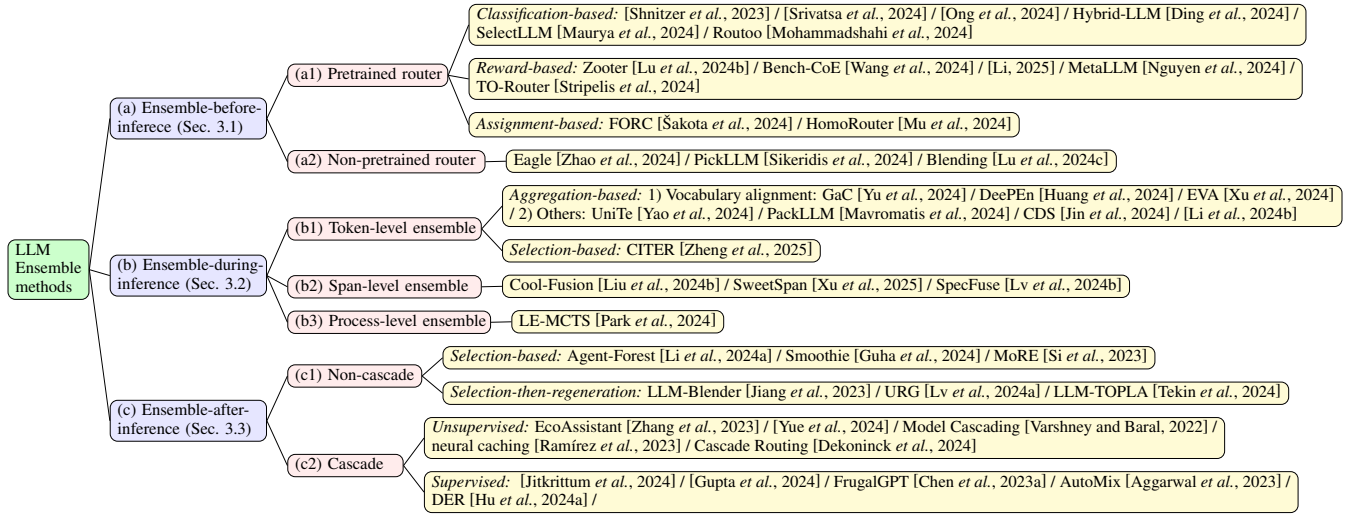 LLM
Ensemble
methods
(a) Ensemble-before-
inferece (Sec. 3.1)
(a1) Pretrained router
Classification-based: [Shnitzer et al., 2023] / [Srivatsa et al., 2024] / [Ong et al., 2024] / Hybrid-LLM [Ding et al., 2024] /
SelectLLM [Maurya et al., 2024] / Routoo [Mohammadshahi et al., 2024]
Reward-based: Zooter [Lu et al., 2024b] / Bench-CoE [Wang et al., 2024] / [Li, 2025] / MetaLLM [Nguyen et al., 2024] /
TO-Router [Stripelis et al., 2024]
Assignment-based: FORC [Šakota et al., 2024] / HomoRouter [Mu et al., 2024]
(a2) Non-pretrained router
Eagle [Zhao et al., 2024] / PickLLM [Sikeridis et al., 2024] / Blending [Lu et al., 2024c]
(b) Ensemble-during-
inference (Sec. 3.2)
(b1) Token-level ensemble
Aggregation-based: 1) Vocabulary alignment: GaC [Yu et al., 2024] / DeePEn [Huang et al., 2024] / EVA [Xu et al., 2024]
/ 2) Others: UniTe [Yao et al., 2024] / PackLLM [Mavromatis et al., 2024] / CDS [Jin et al., 2024] / [Li et al., 2024b]
Selection-based: CITER [Zheng et al., 2025]
(b2) Span-level ensemble
Cool-Fusion [Liu et al., 2024b] / SweetSpan [Xu et al., 2025] / SpecFuse [Lv et al., 2024b]
(b3) Process-level ensemble
LE-MCTS [Park et al., 2024]
(c) Ensemble-after-
inference (Sec. 3.3)
(c1) Non-cascade
Selection-based: Agent-Forest [Li et al., 2024a] / Smoothie [Guha et al., 2024] / MoRE [Si et al., 2023]
Selection-then-regeneration: LLM-Blender [Jiang et al., 2023] / URG [Lv et al., 2024a] / LLM-TOPLA [Tekin et al., 2024]
(c2) Cascade
Unsupervised: EcoAssistant [Zhang et al., 2023] / [Yue et al., 2024] / Model Cascading [Varshney and Baral, 2022] /
neural caching [Ramírez et al., 2023] / Cascade Routing [Dekoninck et al., 2024]
Supervised: [Jitkrittum et al., 2024] / [Gupta et al., 2024] / FrugalGPT [Chen et al., 2023a] / AutoMix [Aggarwal et al., 2023] /
DER [Hu et al., 2024a] /